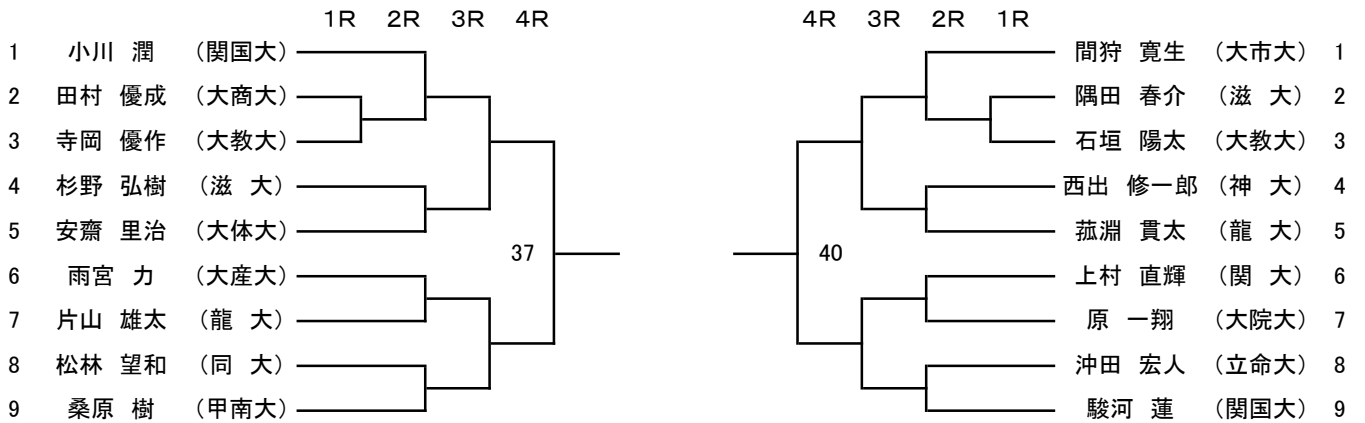 1R 2R 3R 4R 4R 3R 2R 1R
1 小川 潤 (関国大) 間狩 寛生 (大市大) 1
2 田村 優成 (大商大) 隅田 春介 (滋 大) 2
3 寺岡 優作 (大教大) 石垣 陽太 (大教大) 3
4 杉野 弘樹 (滋 大) 西出 修一郎 (神 大) 4
5 安齋 里治 (大体大) 菰淵 貫太 (龍 大) 5
37 40
6 雨宮 力 (大産大) 上村 直輝 (関 大) 6
7 片山 雄太 (龍 大) 原 一翔 (大院大) 7
8 松林 望和 (同 大) 沖田 宏人 (立命大) 8
9 桑原 樹 (甲南大) 駿河 蓮 (関国大) 9